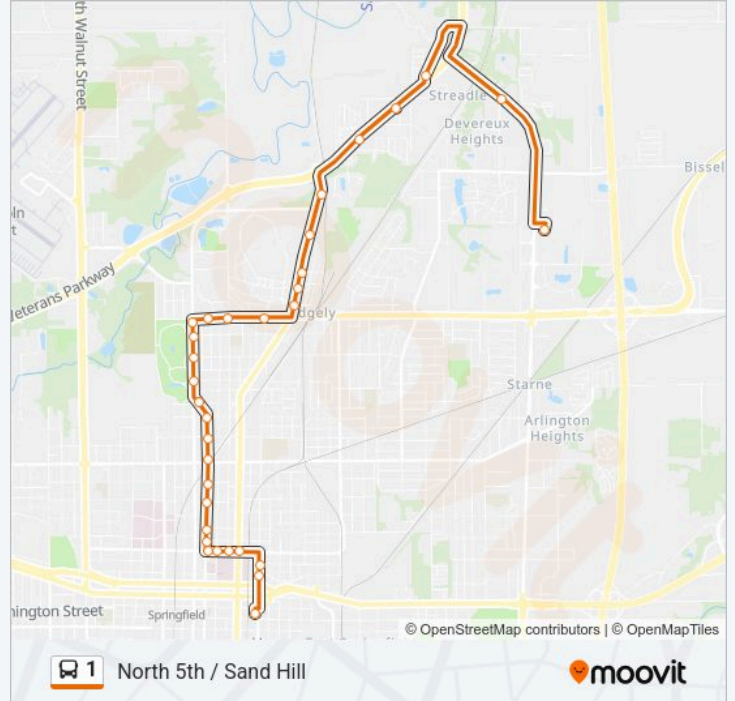 th Walnut Street
S
Streadle
Devereux
Heights
Bissel
ln
t
Veterans Parkway
dgely
Starne
Arlington
Heights
ington Street
Springfield
© OpenStreetMap contributors | © OpenMapTiles
1
North 5th / Sand Hill
moovit